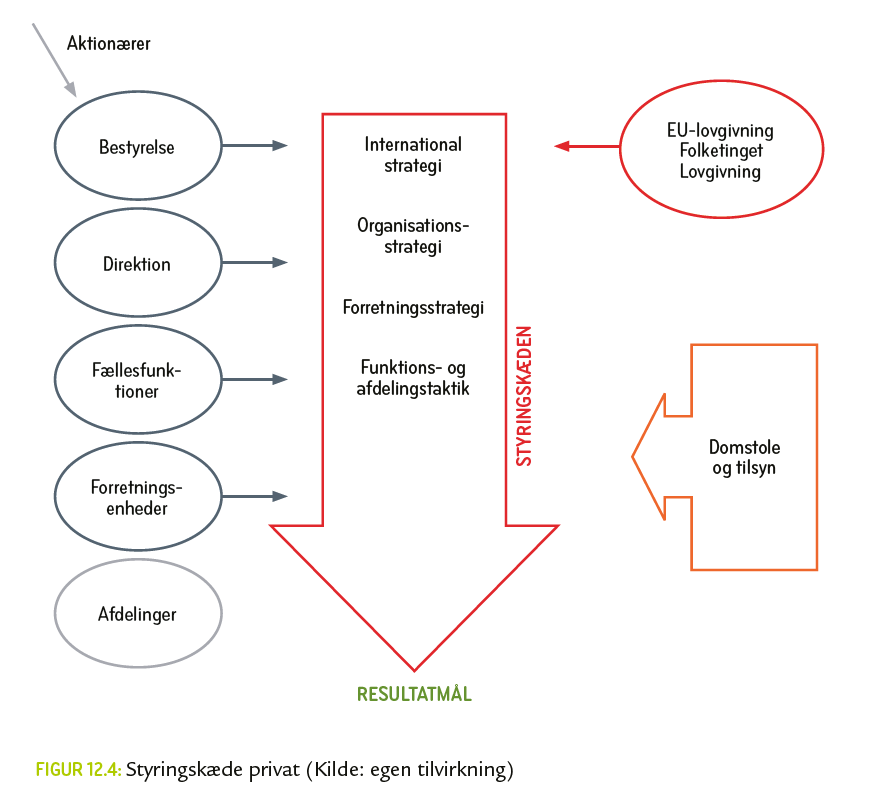 Aktionærer
Bestyrelse
Direktion
Fællesfunk-
tioner
Forretnings-
enheder
Afdelinger
International
strategi
Organisations-
strategi
Forretningsstrategi
Funktions- og
afdelingstaktik
STYRINGSKÆDEN
RESULTATMÅL
EU-lovgivning
Folketinget
Lovgivning
Domstole
og tilsyn
FIGUR 12.4: Styringskæde privat (Kilde: egen tilvirkning)